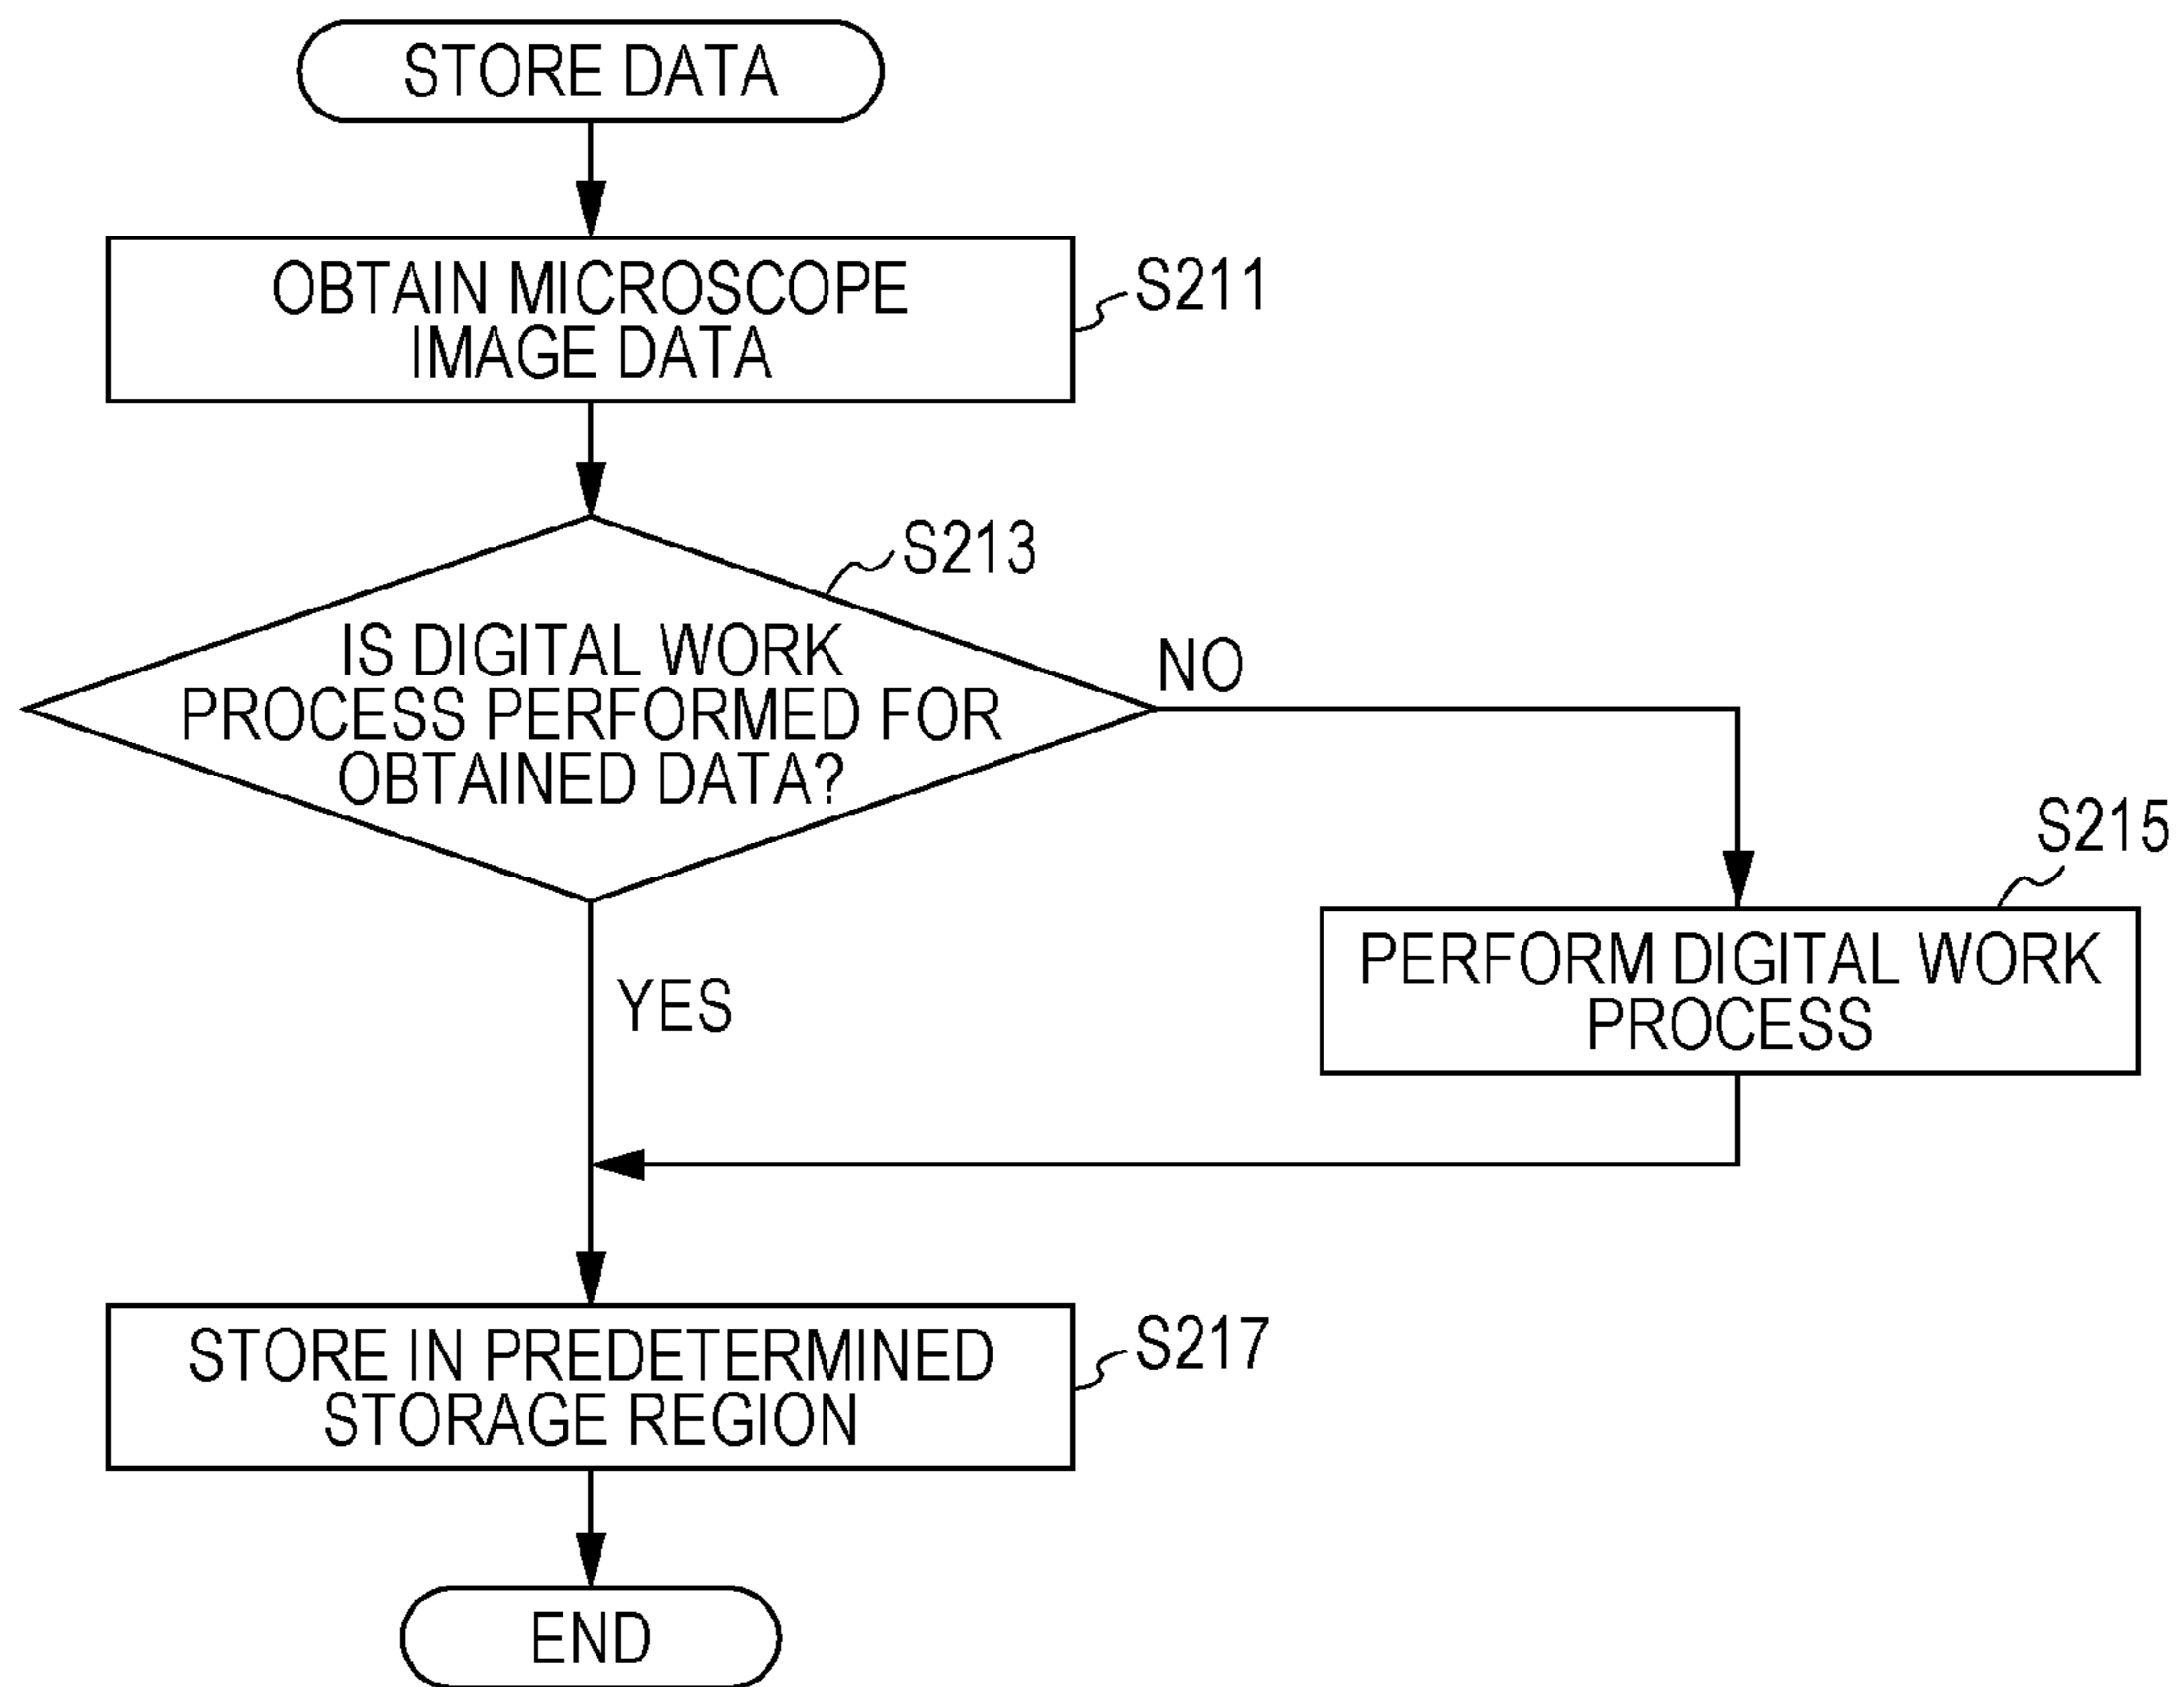 STORE DATA
OBTAIN MICROSCOPE
IMAGE DATA
S211
S213
IS DIGITAL WORK
PROCESS PERFORMED FOR
OBTAINED DATA?
NO
YES
S215
PERFORM DIGITAL WORK
PROCESS
STORE IN PREDETERMINED
STORAGE REGION
S217
END